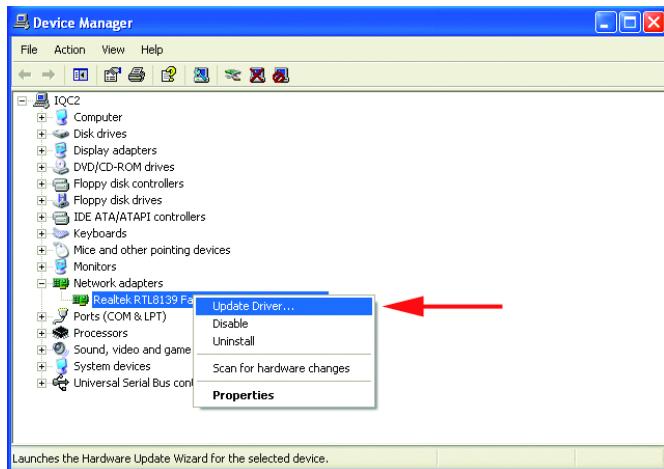 Device Manager
File Action View Help
IQC2
Computer
Disk drives
Display adapters
DVD/CD-ROM drives
Floppy disk controllers
Floppy disk drives
IDE ATA/ATAPI controllers
Keyboards
Mice and other pointing devices
Monitors
Network adapters
Realtek RTL8139 Fa
Update Driver...
Ports (COM & LPT)
Disable
Processors
Uninstall
Sound, video and game
System devices
Scan for hardware changes
Universal Serial Bus cont
Properties
Launches the Hardware Update Wizard for the selected device.